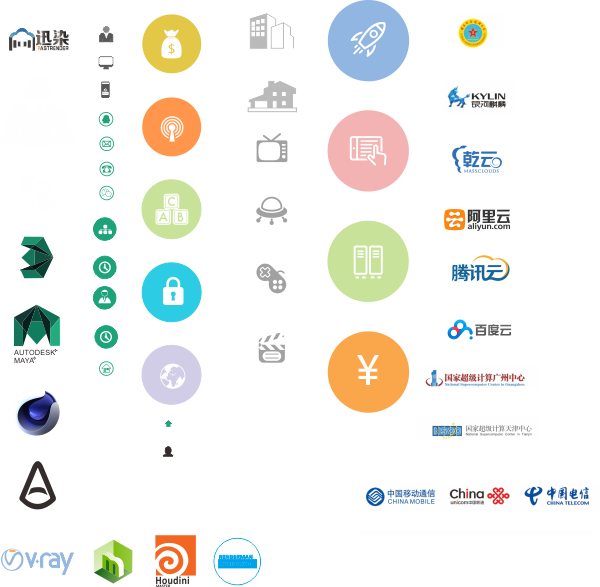 迅染
FASTRENDER
$
C
A B
¥
KYLIN
银河麒麟
乾云
MASSCLOUDS
阿里云
aliyun.com
腾讯云
百度云
国家超级计算广州中心
National Supercomputer Center in Guangzhou
国家超级计算天津中心
National Supercomputer Center in Tianjin
AUTODESK
MAYA
中国移动通信
CHINA MOBILE
China
unicom中国联通
中国电信
CHINA TELECOM
v·ray
Houdini
MASTER
RENDERMAN